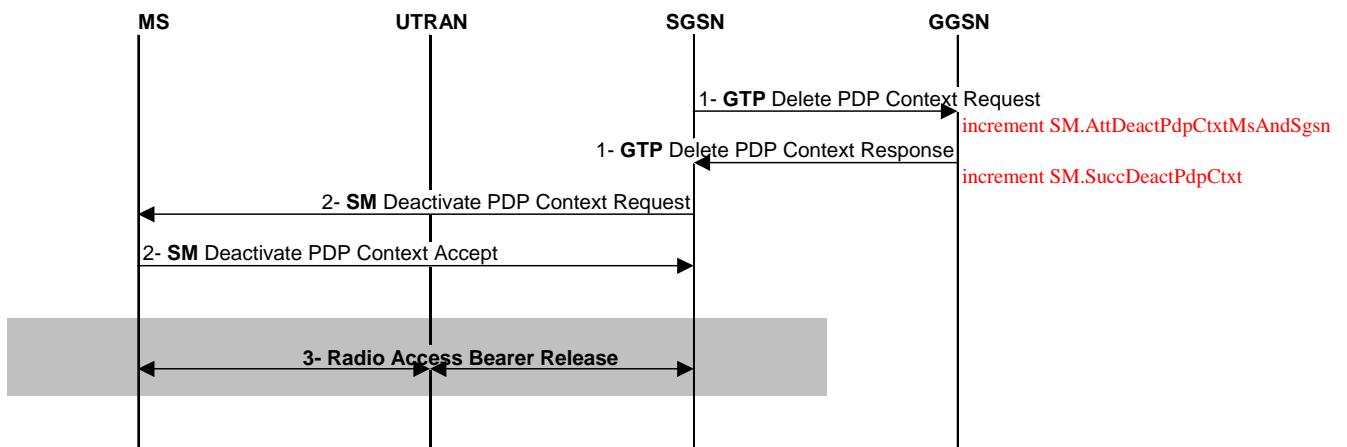 MS UTRAN SGSN GGSN
1- GTP Delete PDP Context Request
increment SM.AttDeactPdpCtxtMsAndSgsn
1- GTP Delete PDP Context Response
increment SM.SuccDeactPdpCtxt
2- SM Deactivate PDP Context Request
2- SM Deactivate PDP Context Accept
3- Radio Access Bearer Release